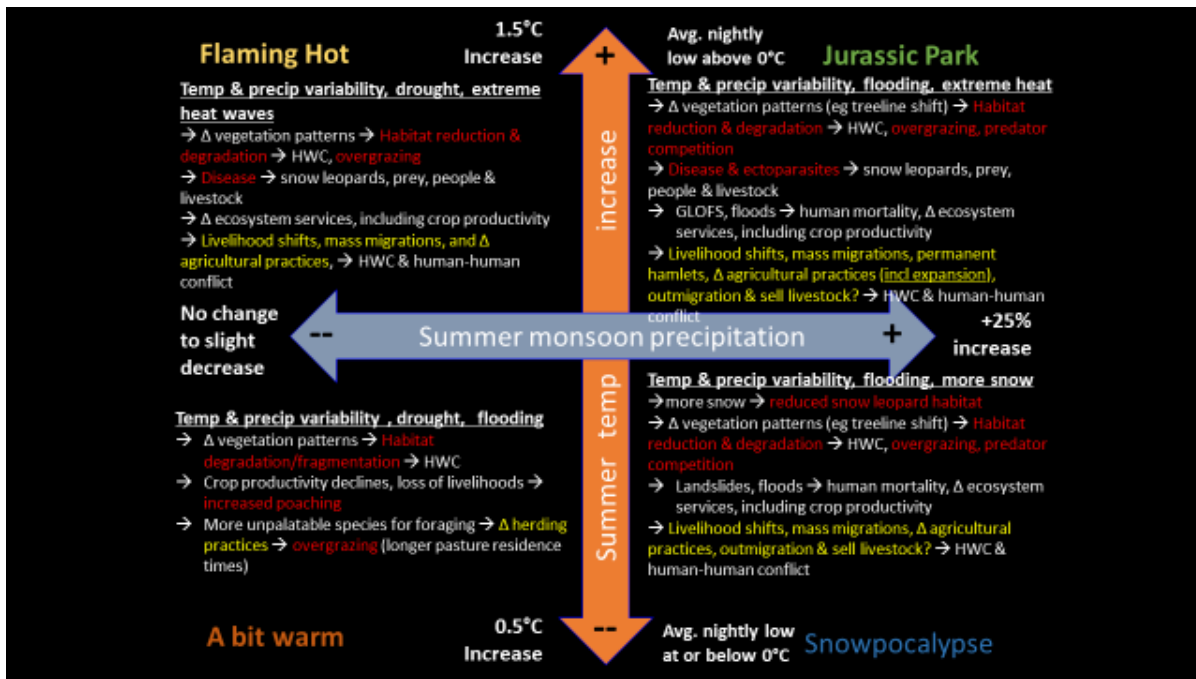 Flaming Hot
1.5°C
Increase
+
Avg. nightly
low above 0°C
Jurassic Park
Temp & precip variability, drought, extreme
heat waves
→ Δ vegetation patterns → Habitat reduction &
degradation → HWC, overgrazing
→ Disease → snow leopards, prey, people &
livestock
→ Δ ecosystem services, including crop productivity
→ Livelihood shifts, mass migrations, and Δ
agricultural practices, → HWC & human-human
conflict
Temp & precip variability, flooding, extreme heat
→ Δ vegetation patterns (eg treeline shift) → Habitat
reduction & degradation → HWC, overgrazing, predator
competition
→ Disease & ectoparasites → snow leopards, prey,
people & livestock
→ GLOFS, floods → human mortality, Δ ecosystem
services, including crop productivity
→ Livelihood shifts, mass migrations, permanent
hamlets, Δ agricultural practices (incl expansion),
outmigration & sell livestock? → HWC & human-human
conflict
No change
to slight
decrease
--
Summer monsoon precipitation
+
+25%
increase
Summer temp increase
Temp & precip variability , drought, flooding
→ Δ vegetation patterns → Habitat
degradation/fragmentation → HWC
→ Crop productivity declines, loss of livelihoods →
increased poaching
→ More unpalatable species for foraging → Δ herding
practices → overgrazing (longer pasture residence
times)
Temp & precip variability, flooding, more snow
→more snow → reduced snow leopard habitat
→ Δ vegetation patterns (eg treeline shift) → Habitat
reduction & degradation → HWC, overgrazing, predator
competition
→ Landslides, floods → human mortality, Δ ecosystem
services, including crop productivity
→ Livelihood shifts, mass migrations, Δ agricultural
practices, outmigration & sell livestock? → HWC &
human-human conflict
A bit warm
0.5°C
Increase
--
Avg. nightly low
at or below 0°C
Snowpocalypse